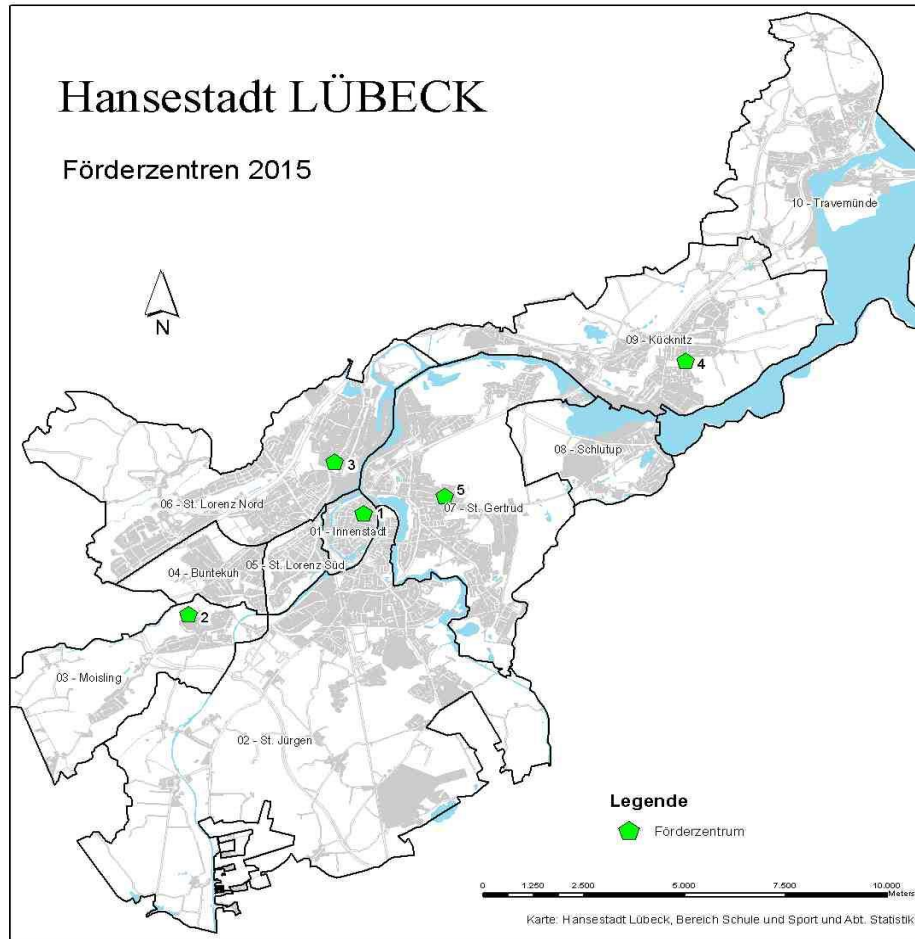 Hansestadt LÜBECK
Förderzentren 2015
10 - Travemünde
N
09 - Kücknitz
4
08 - Schlutup
3
5
06 - St. Lorenz Nord
07 - St. Gertrud
1
01 - Innenstadt
05 - St. Lorenz Süd
04 - Buntekuh
2
03 - Moisling
02 - St. Jürgen
Legende
Förderzentrum
0 1.250 2.500 5.000 7.500 10.000
Meters
Karte: Hansestadt Lübeck, Bereich Schule und Sport und Abt. Statistik